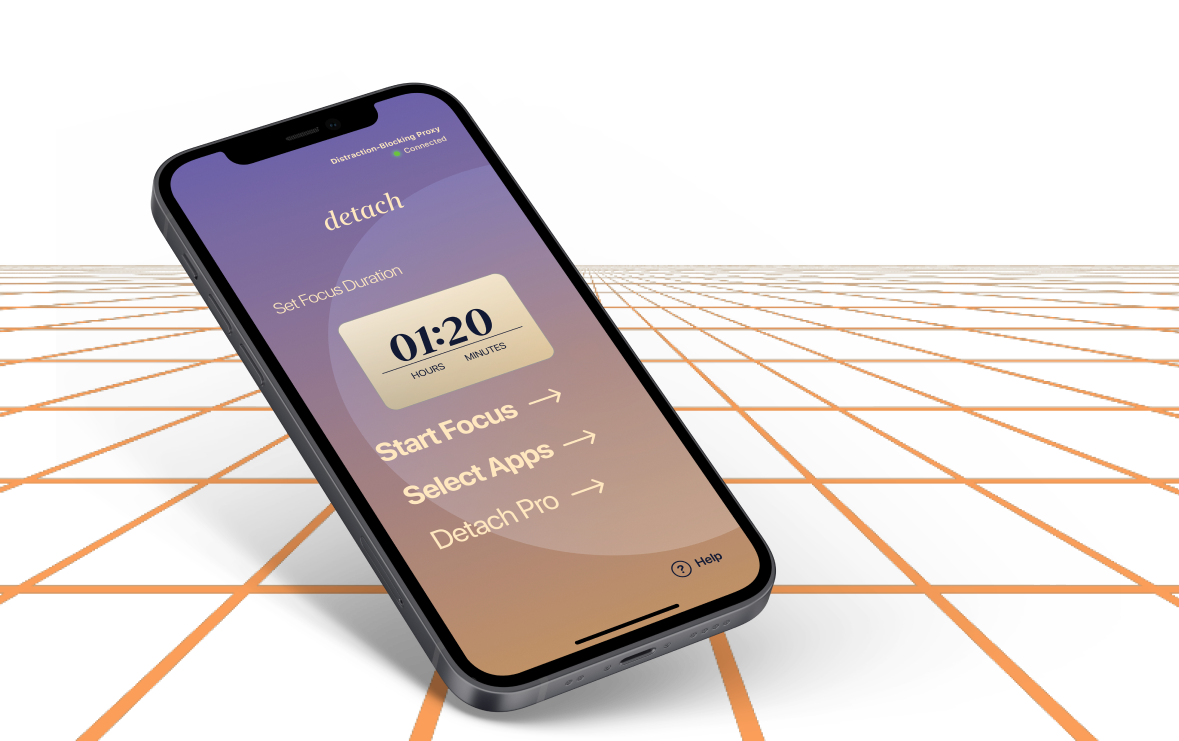 Distraction-Blocking Proxy
Connected
detach
Set Focus Duration
01:20
HOURS MINUTES
Start Focus →
Select Apps →
Detach Pro →
? Help